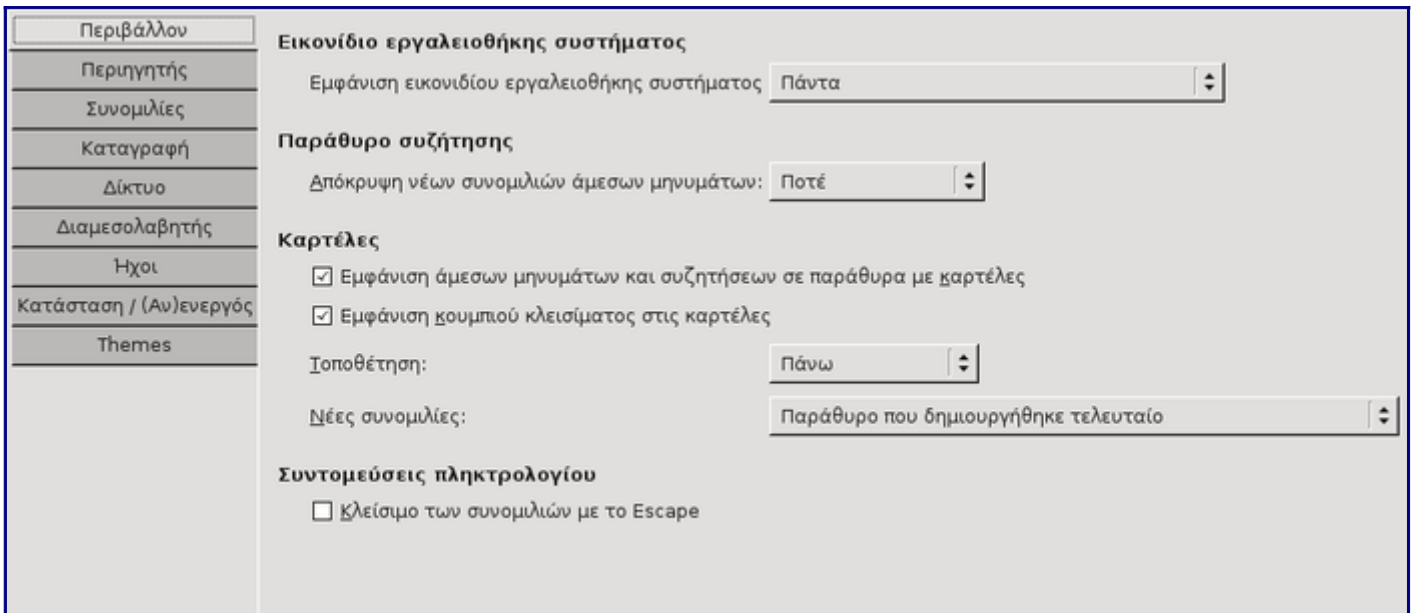 Περιβάλλον
Περιηγητής
Συνομιλίες
Καταγραφή
Δίκτυο
Διαμεσολαβητής
Ήχοι
Κατάσταση / (Αν)ενεργός
Themes
Εικονίδιο εργαλειοθήκης συστήματος
Εμφάνιση εικονιδίου εργαλειοθήκης συστήματος Πάντα
Παράθυρο συζήτησης
Απόκρυψη νέων συνομιλιών άμεσων μηνυμάτων: Ποτέ
Καρτέλες
Εμφάνιση άμεσων μηνυμάτων και συζητήσεων σε παράθυρα με καρτέλες
Εμφάνιση κουμπιού κλεισίματος στις καρτέλες
Τοποθέτηση: Πάνω
Νέες συνομιλίες: Παράθυρο που δημιουργήθηκε τελευταίο
Συντομεύσεις πληκτρολογίου
Κλείσιμο των συνομιλιών με το Escape